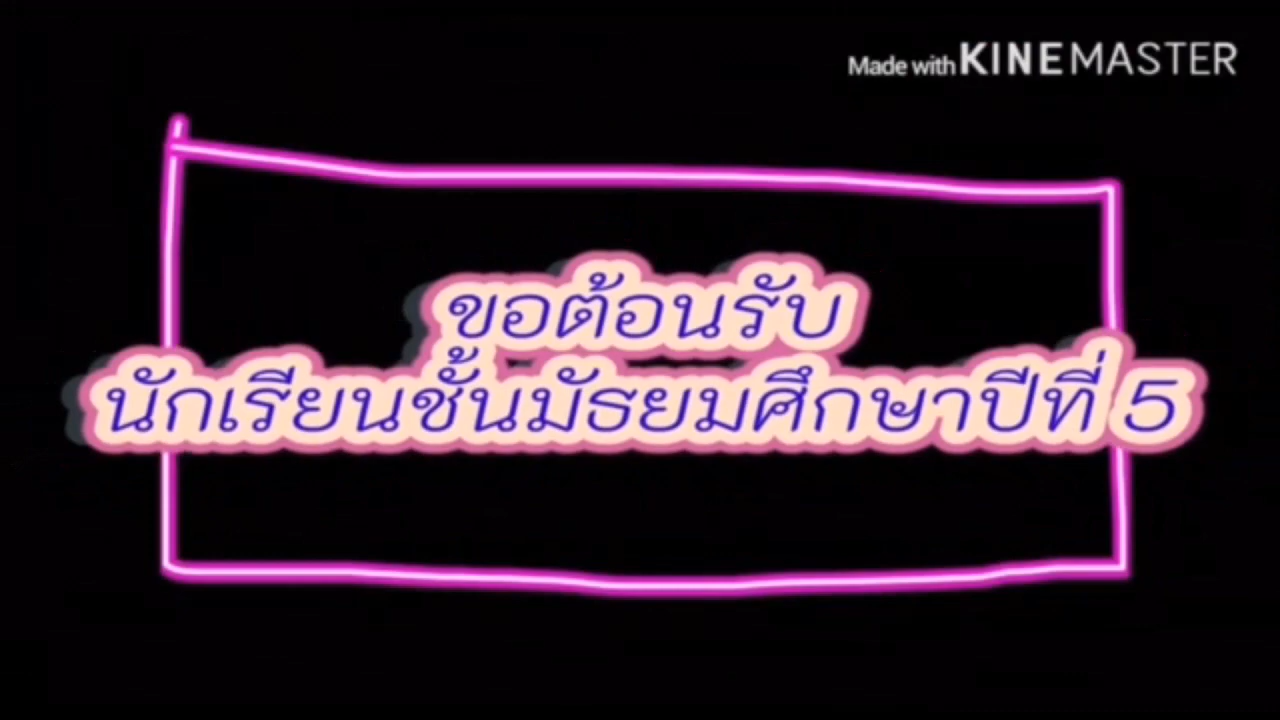 Made with KINEMASTER
ขอต้อนรับ
นักเรียนชั้นมัธยมศึกษาปีที่ 5